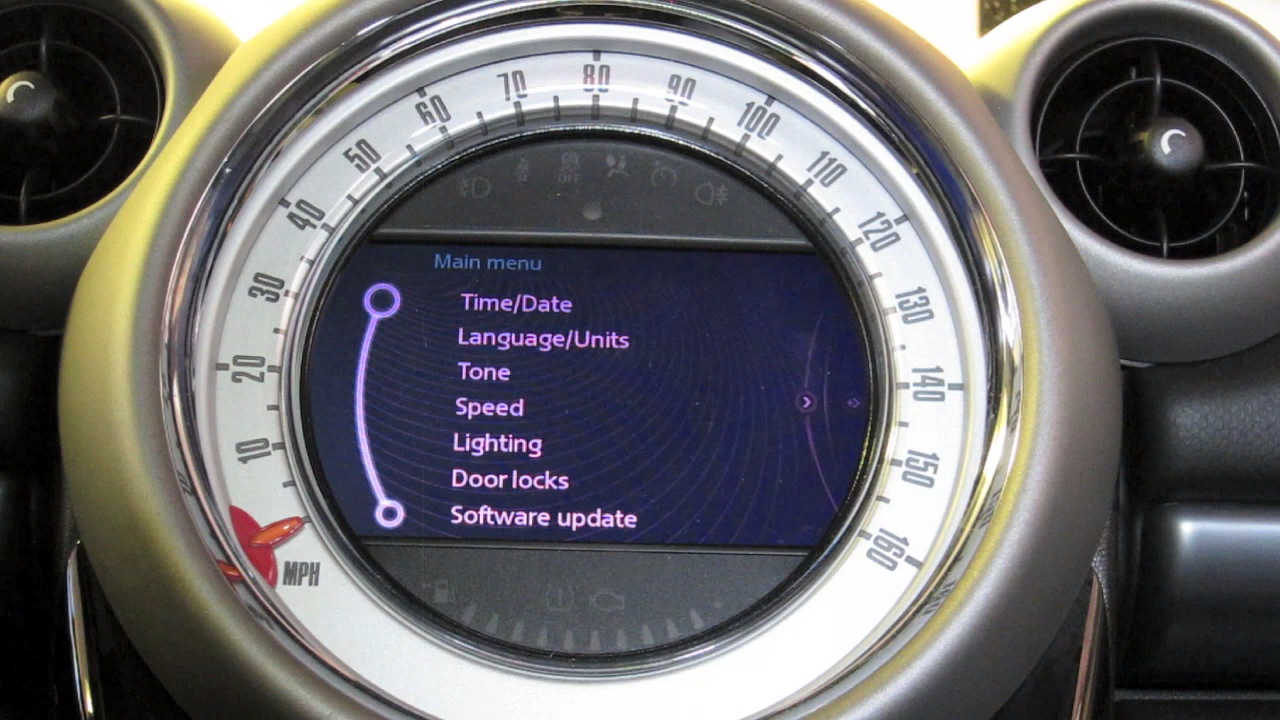 80
70
90
60
100
50
110
40
120
OFF
Main menu
30
Time/Date
130
Language/Units
20
Tone
140
Speed
10
Lighting
150
Door locks
Software update
160
MPH